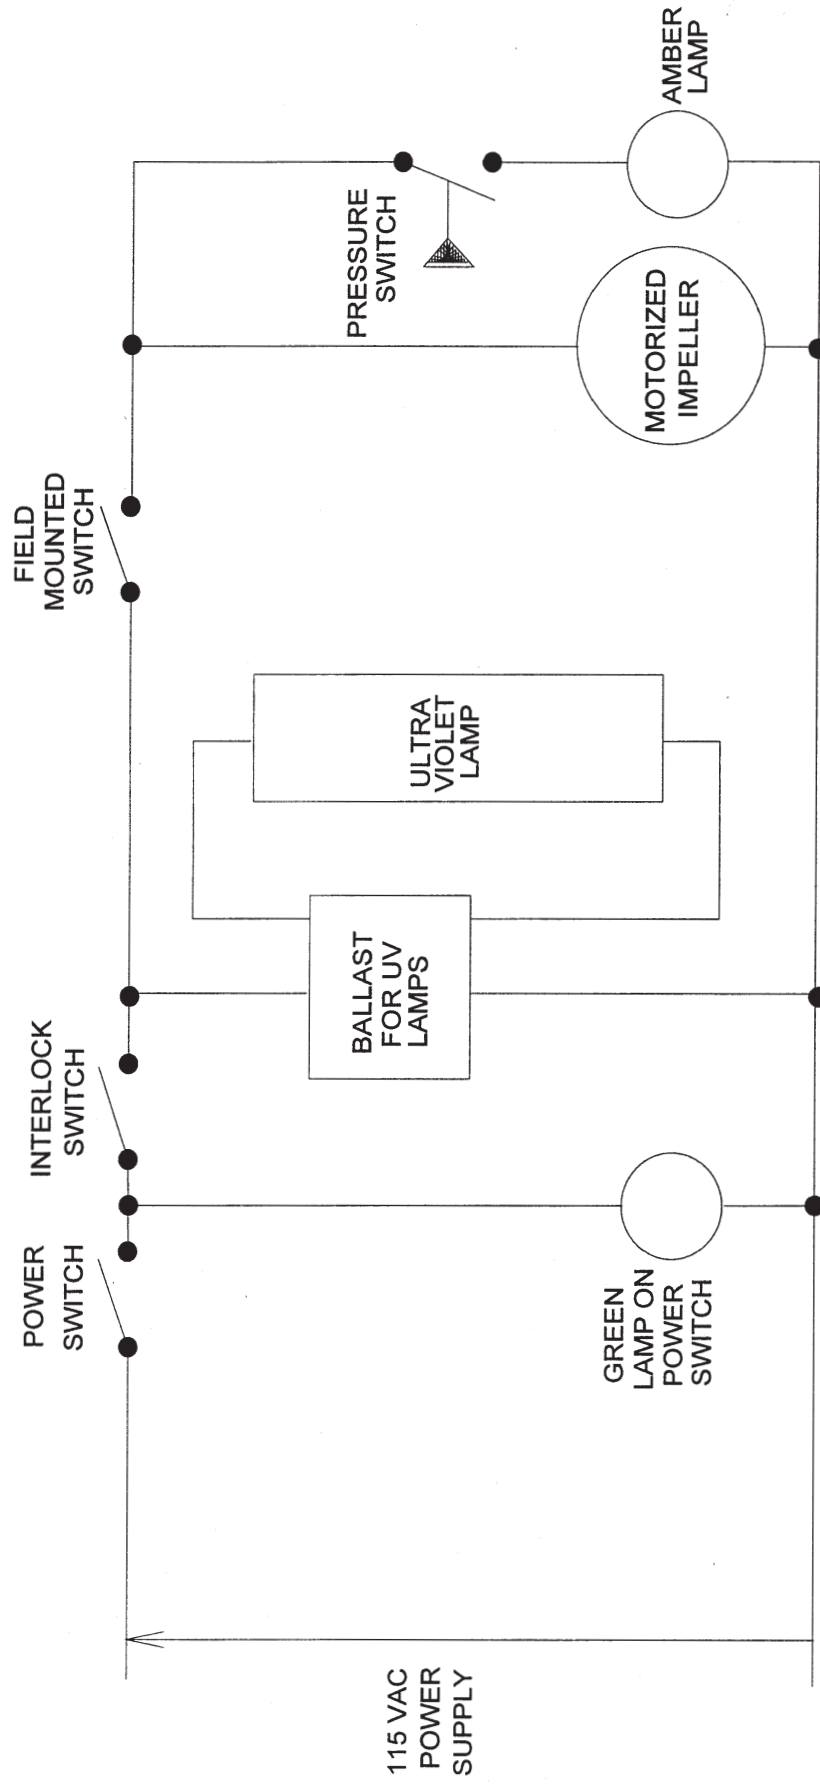 115 VAC
POWER
SUPPLY
POWER
SWITCH
GREEN
LAMP ON
POWER
SWITCH
INTERLOCK
SWITCH
BALLAST
FOR UV
LAMPS
ULTRA
VIOLET
LAMP
FIELD
MOUNTED
SWITCH
MOTORIZED
IMPELLER
PRESSURE
SWITCH
AMBER
LAMP